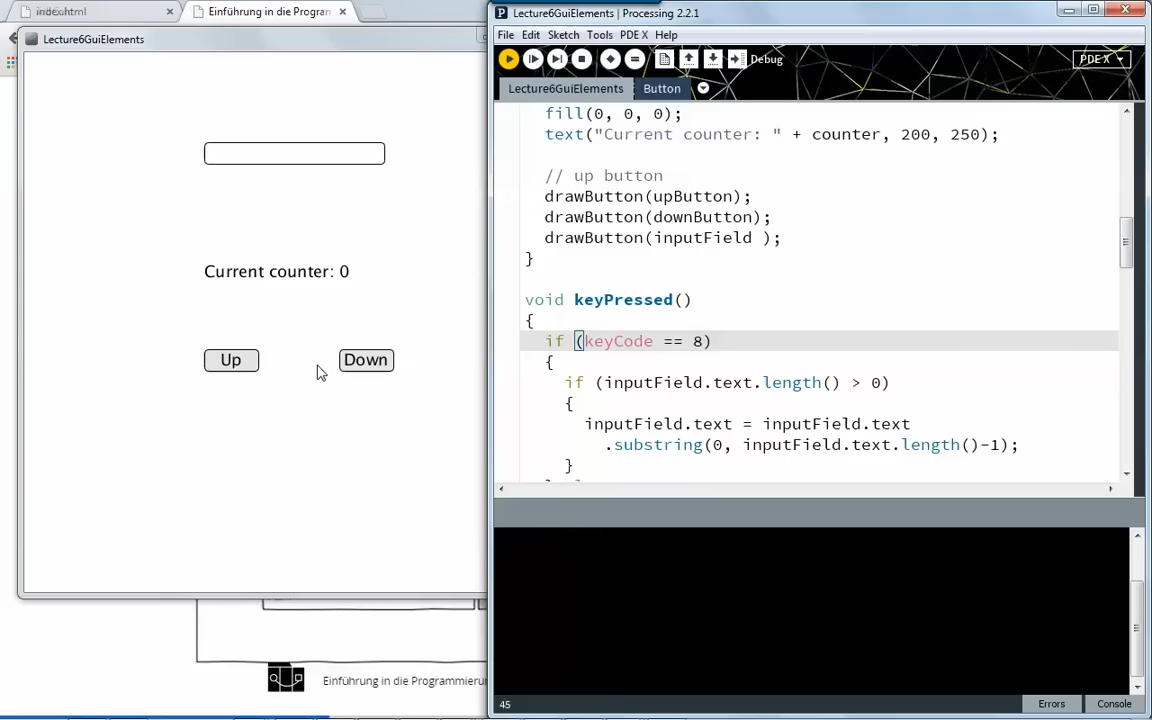 index.html
Einführung in die Program
Lecture6GuiElements
Current counter: 0
Up
Down
Einführung in die Programmierun
Lecture6GuiElements | Processing 2.2.1
File Edit Sketch Tools PDE X Help
Debug
PDE X
Lecture6GuiElements Button
fill(0, 0, 0);
text("Current counter: " + counter, 200, 250);
// up button
drawButton(upButton);
drawButton(downButton);
drawButton(inputField );
}
void keyPressed()
{
if (keyCode == 8)
{
if (inputField.text.length() > 0)
{
inputField.text = inputField.text
.substring(0, inputField.text.length()-1);
}
45
Errors
Console